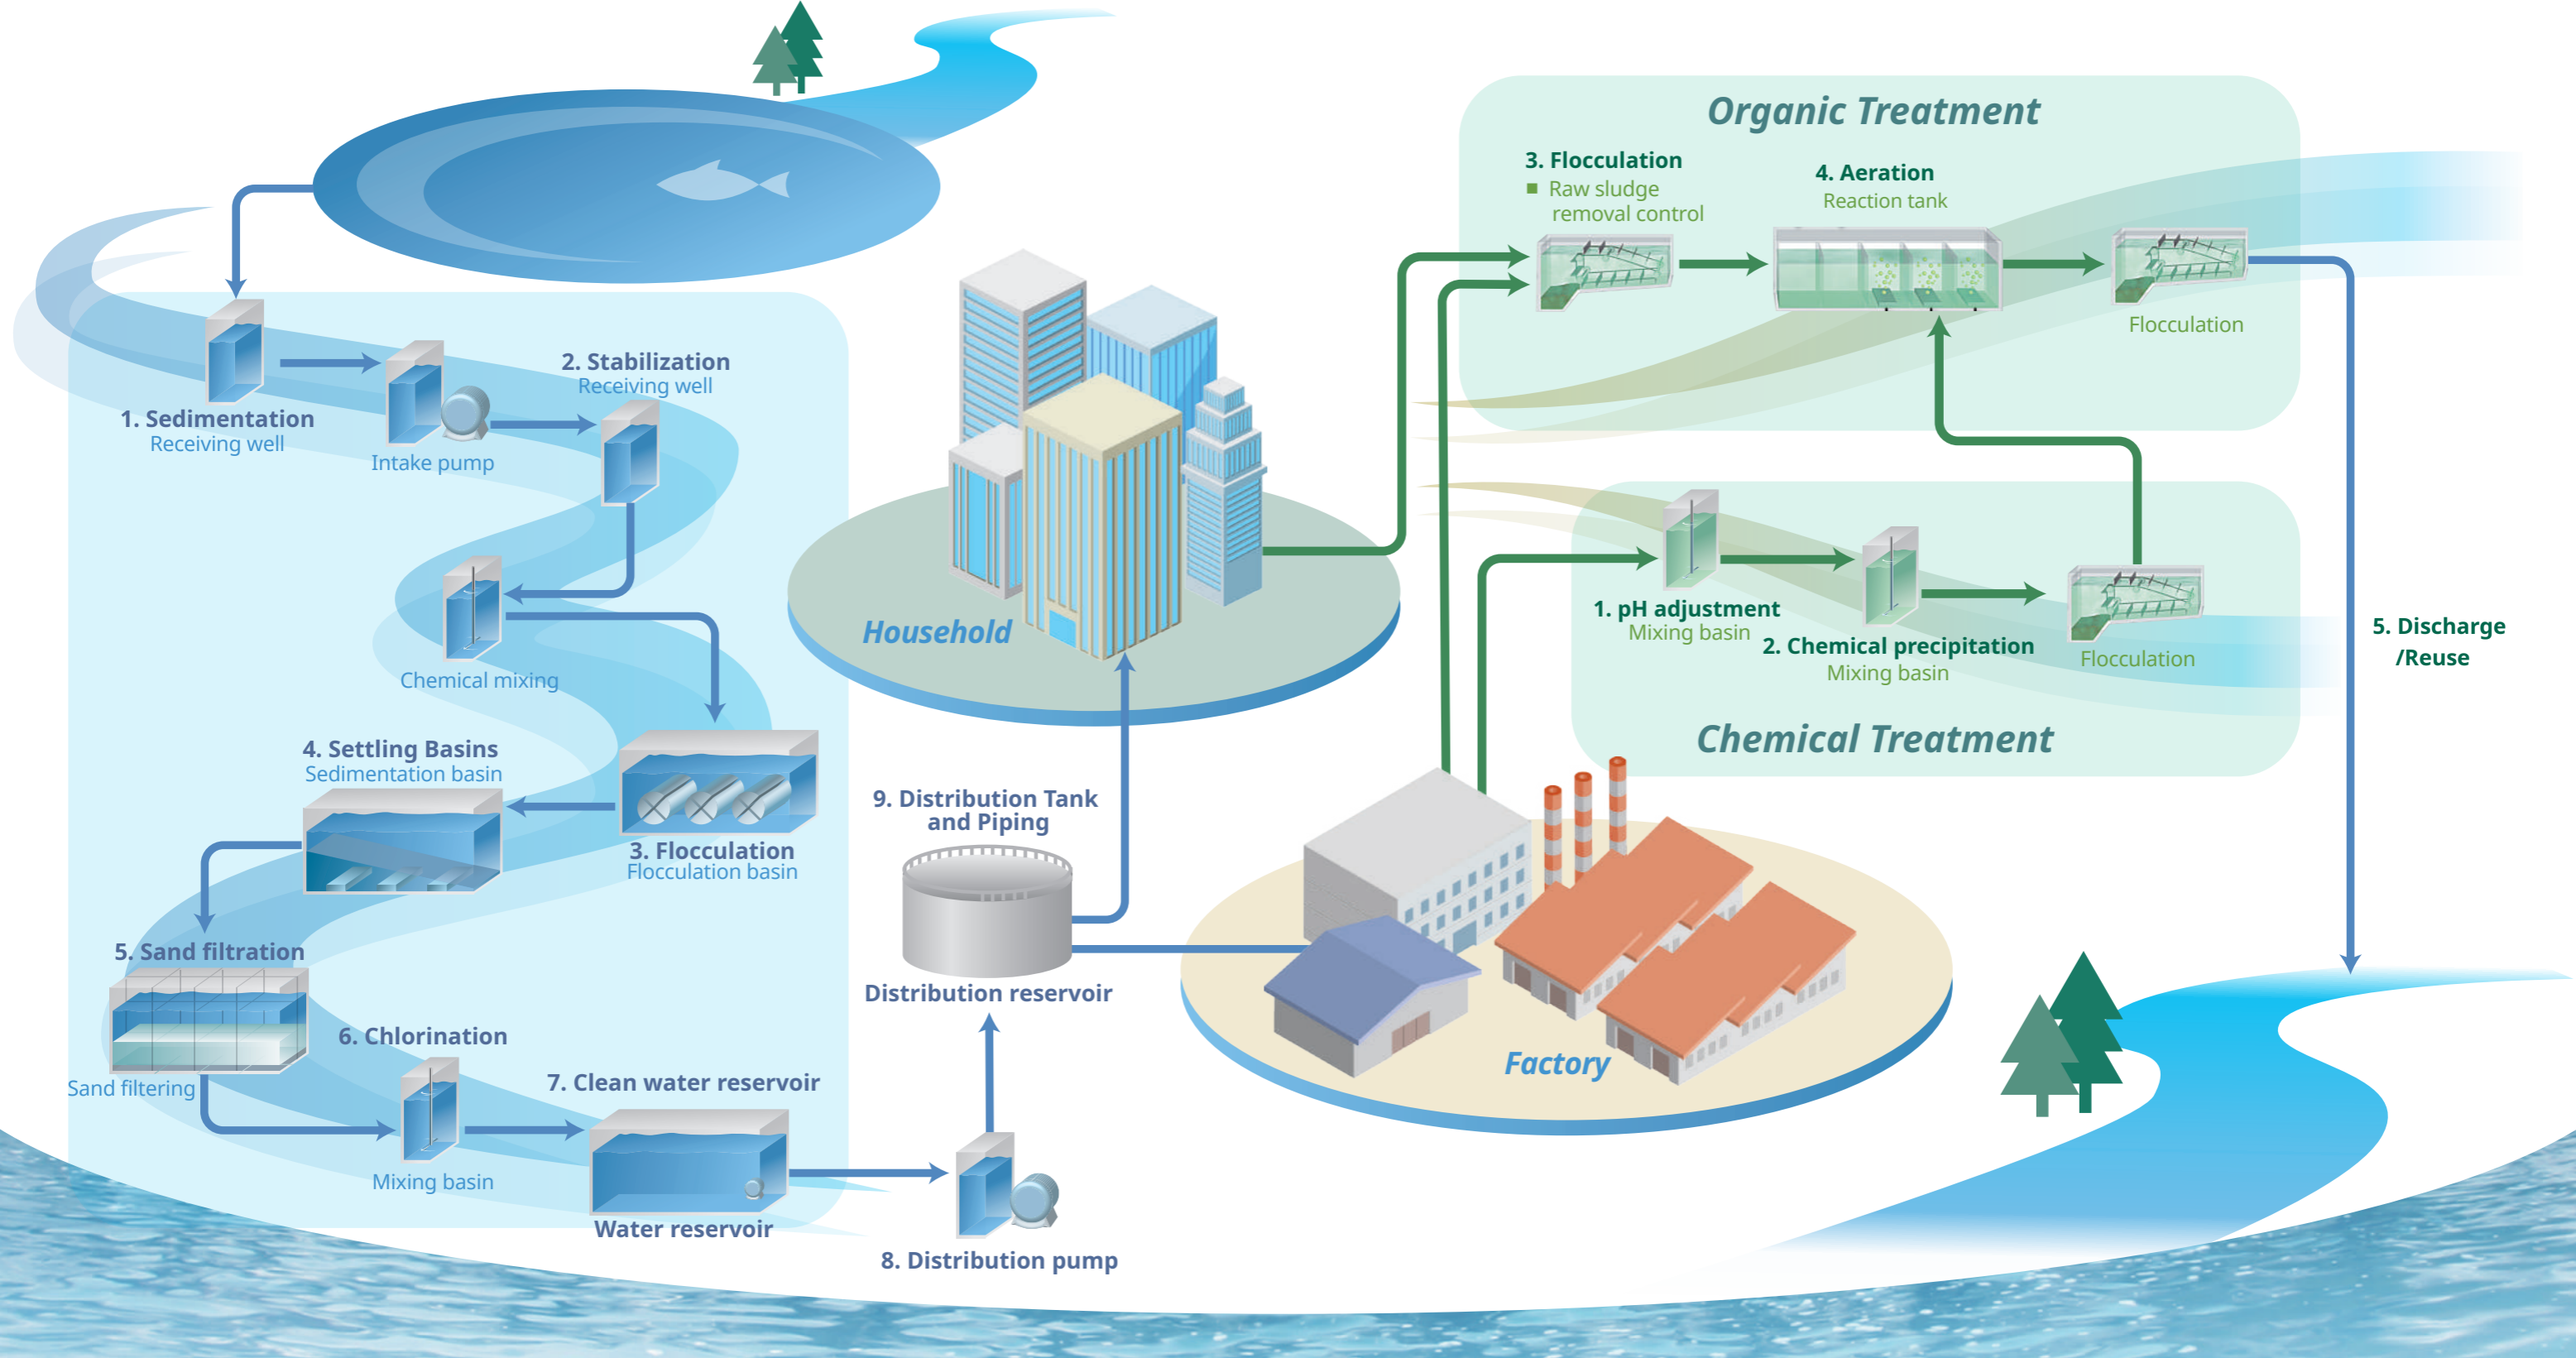 1. Sedimentation
Receiving well
Intake pump
2. Stabilization
Receiving well
Chemical mixing
3. Flocculation
Flocculation basin
4. Settling Basins
Sedimentation basin
5. Sand filtration
Sand filtering
6. Chlorination
Mixing basin
7. Clean water reservoir
Water reservoir
8. Distribution pump
9. Distribution Tank
and Piping
Distribution reservoir
Household
Factory
Organic Treatment
3. Flocculation
■ Raw sludge
removal control
4. Aeration
Reaction tank
Flocculation
1. pH adjustment
Mixing basin
2. Chemical precipitation
Mixing basin
Flocculation
Chemical Treatment
5. Discharge
/Reuse